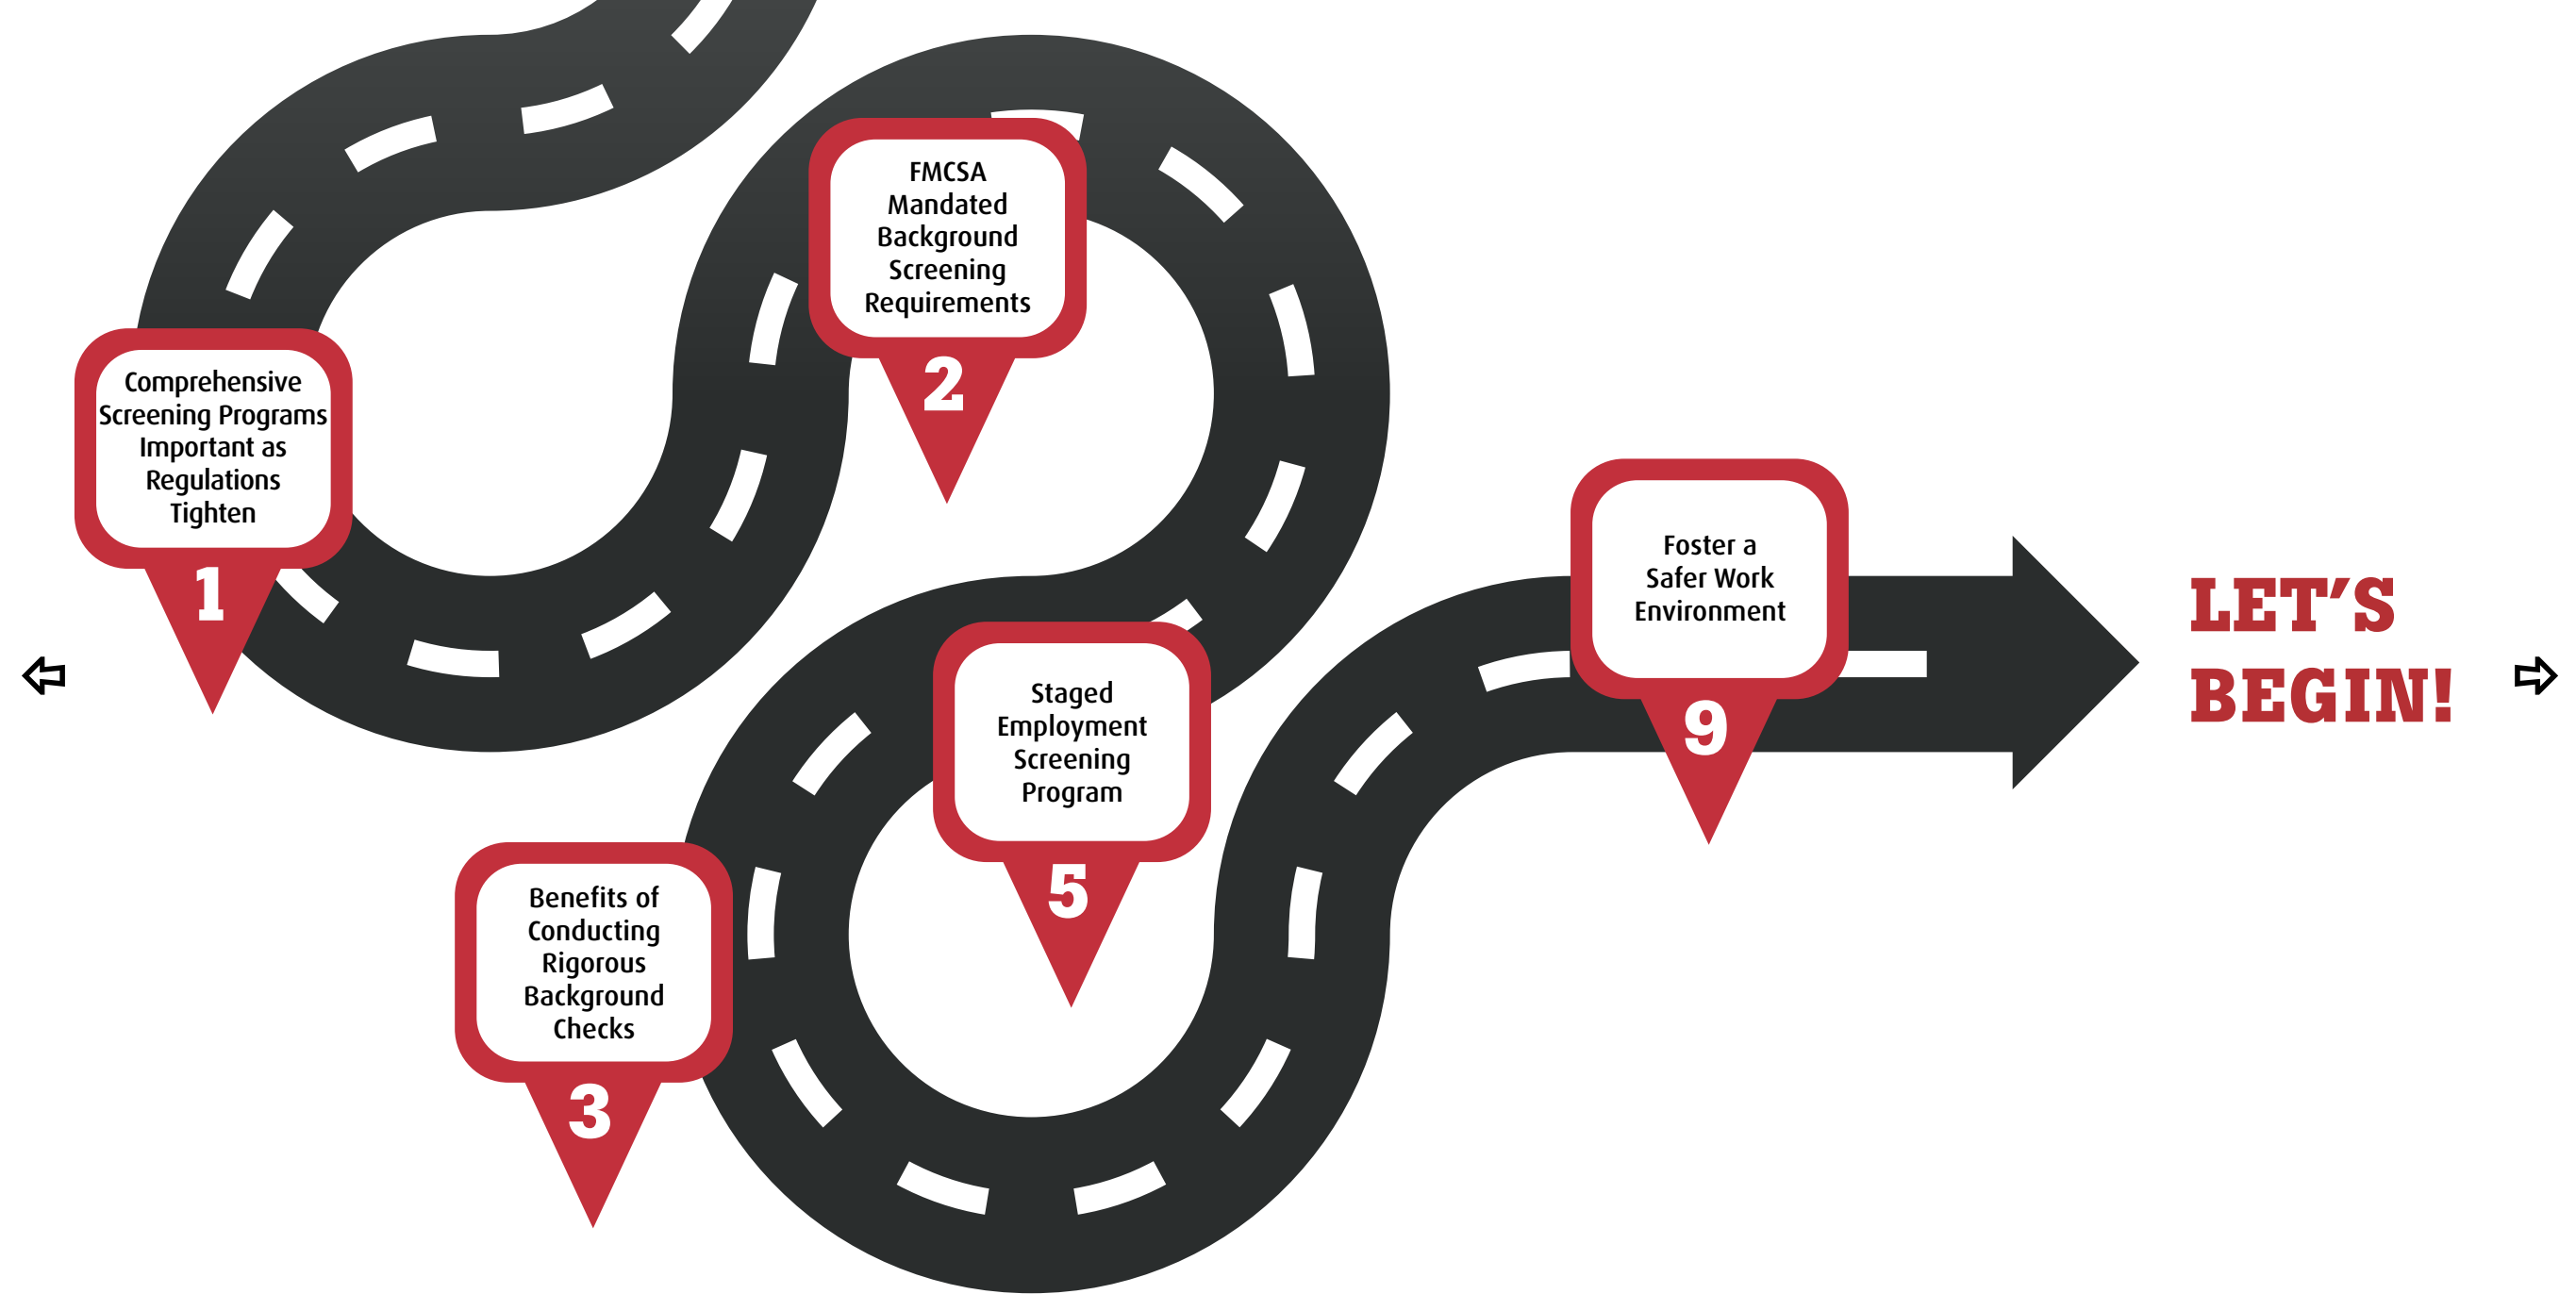 Comprehensive
Screening Programs
Important as
Regulations
Tighten
1
FMCSA
Mandated
Background
Screening
Requirements
2
Benefits of
Conducting
Rigorous
Background
Checks
3
Staged
Employment
Screening
Program
5
Foster a
Safer Work
Environment
9
LET'S
BEGIN!